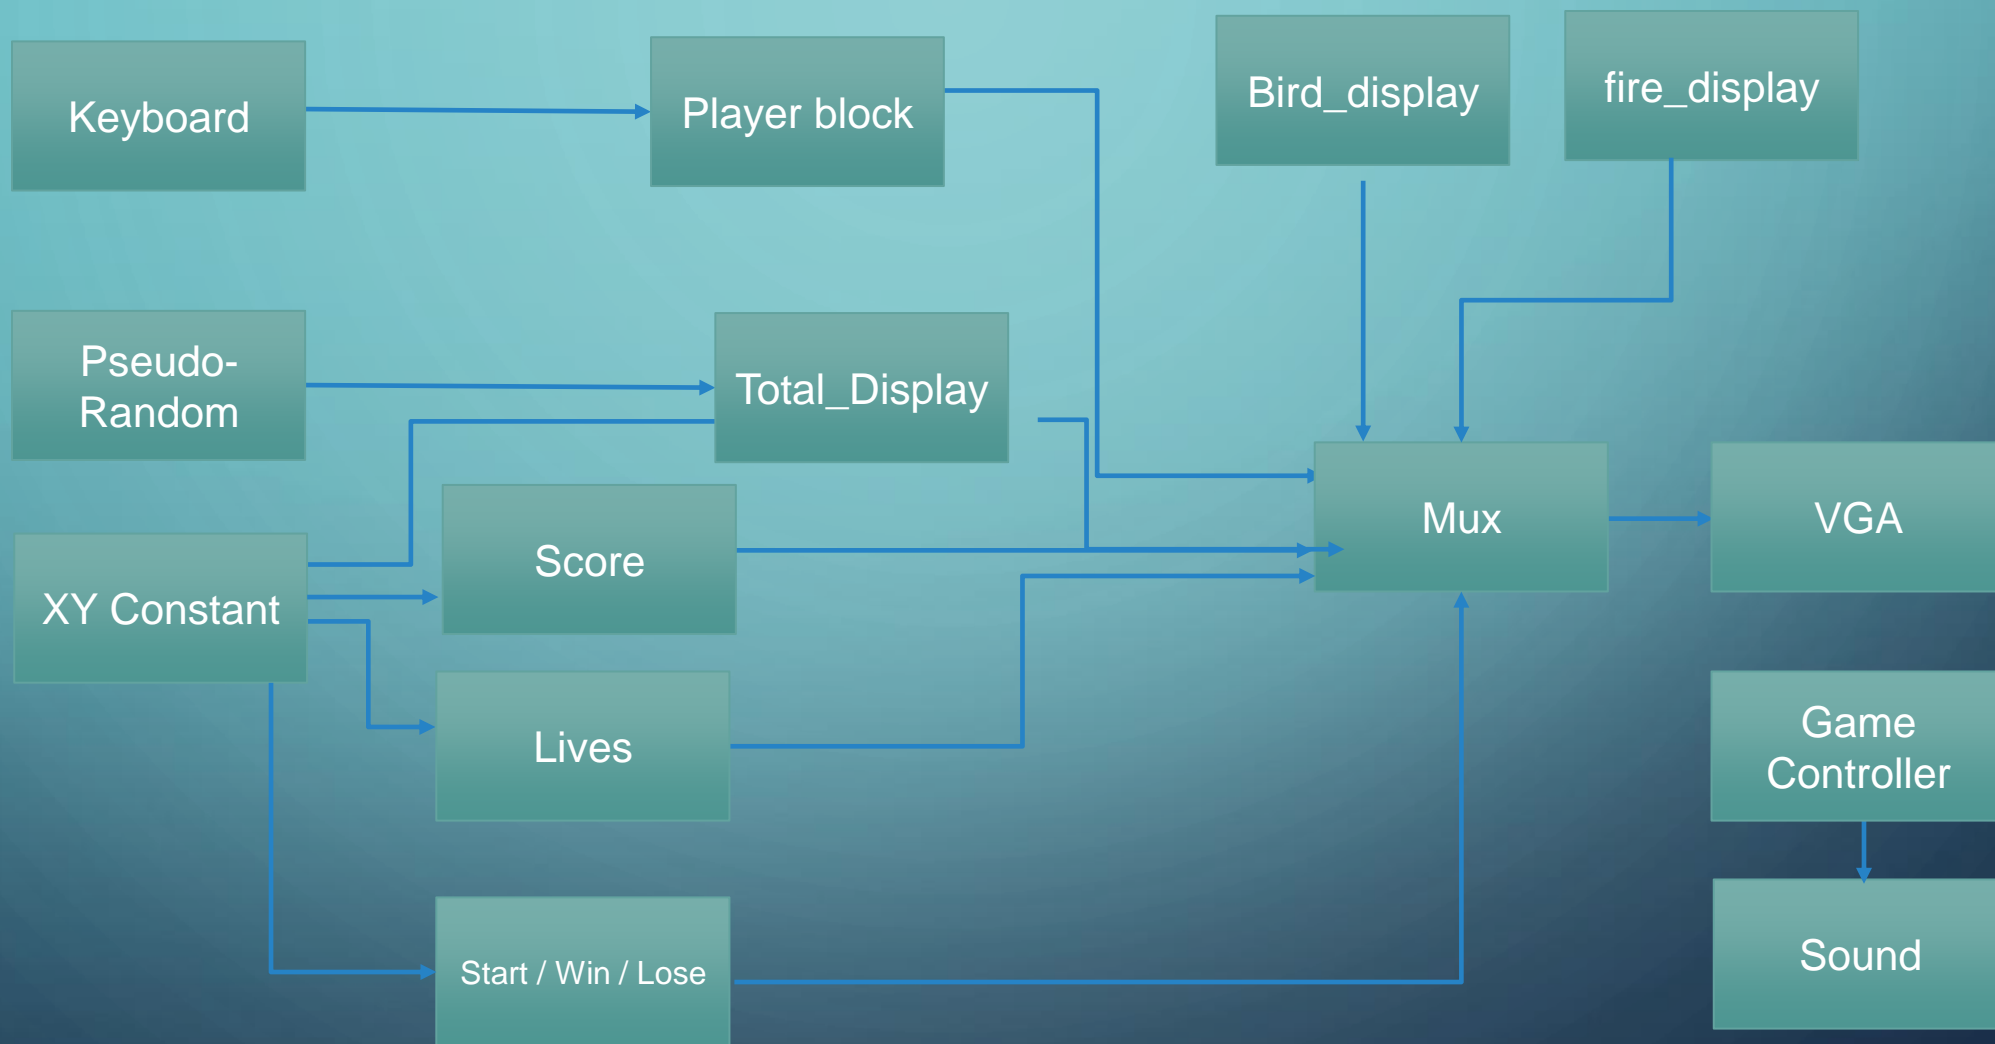 Keyboard
Player block
Bird_display
fire_display
Pseudo-
Random
Total_Display
Score
Mux
VGA
XY Constant
Lives
Game
Controller
Start / Win / Lose
Sound